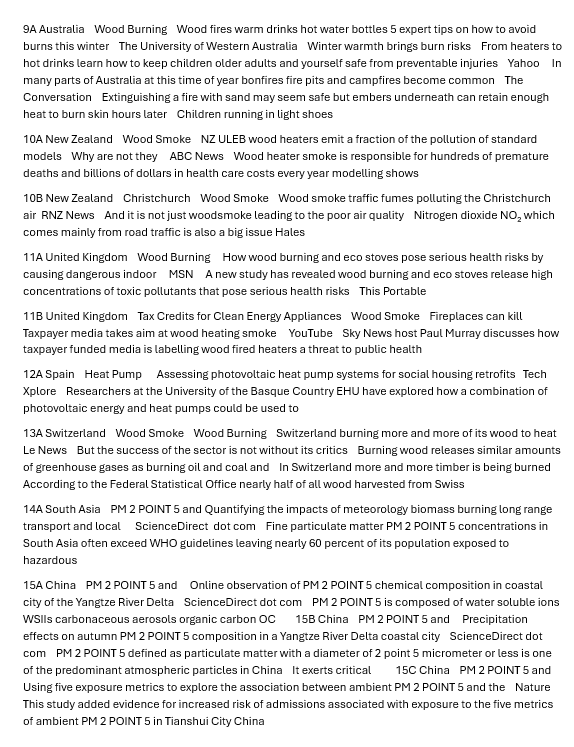 9A Australia    Wood Burning    Wood fires warm drinks hot water bottles 5 expert tips on how to avoid
burns this winter    The University of Western Australia    Winter warmth brings burn risks    From heaters to
hot drinks learn how to keep children older adults and yourself safe from preventable injuries    Yahoo    In
many parts of Australia at this time of year bonfires fire pits and campfires become common    The
Conversation    Extinguishing a fire with sand may seem safe but embers underneath can retain enough
heat to burn skin hours later    Children running in light shoes
10A New Zealand    Wood Smoke    NZ ULEB wood heaters emit a fraction of the pollution of standard
models    Why are not they    ABC News    Wood heater smoke is responsible for hundreds of premature
deaths and billions of dollars in health care costs every year modelling shows
10B New Zealand    Christchurch    Wood Smoke    Wood smoke traffic fumes polluting the Christchurch
air  RNZ News    And it is not just woodsmoke leading to the poor air quality    Nitrogen dioxide NO₂ which
comes mainly from road traffic is also a big issue Hales
11A United Kingdom    Wood Burning    How wood burning and eco stoves pose serious health risks by
causing dangerous indoor    MSN    A new study has revealed wood burning and eco stoves release high
concentrations of toxic pollutants that pose serious health risks    This Portable
11B United Kingdom    Tax Credits for Clean Energy Appliances    Wood Smoke    Fireplaces can kill
Taxpayer media takes aim at wood heating smoke    YouTube    Sky News host Paul Murray discusses how
taxpayer funded media is labelling wood fired heaters a threat to public health
12A Spain    Heat Pump    Assessing photovoltaic heat pump systems for social housing retrofits    Tech
Xplore    Researchers at the University of the Basque Country EHU have explored how a combination of
photovoltaic energy and heat pumps could be used to
13A Switzerland    Wood Smoke    Wood Burning    Switzerland burning more and more of its wood to heat
Le News    But the success of the sector is not without its critics    Burning wood releases similar amounts
of greenhouse gases as burning oil and coal and    In Switzerland more and more timber is being burned
According to the Federal Statistical Office nearly half of all wood harvested from Swiss
14A South Asia    PM 2 POINT 5 and Quantifying the impacts of meteorology biomass burning long range
transport and local    ScienceDirect  dot com    Fine particulate matter PM 2 POINT 5 concentrations in
South Asia often exceed WHO guidelines leaving nearly 60 percent of its population exposed to
hazardous
15A China    PM 2 POINT 5 and    Online observation of PM 2 POINT 5 chemical composition in coastal
city of the Yangtze River Delta    ScienceDirect dot com    PM 2 POINT 5 is composed of water soluble ions
WSIIs carbonaceous aerosols organic carbon OC    15B China    PM 2 POINT 5 and    Precipitation
effects on autumn PM 2 POINT 5 composition in a Yangtze River Delta coastal city    ScienceDirect dot
com    PM 2 POINT 5 defined as particulate matter with a diameter of 2 point 5 micrometer or less is one
of the predominant atmospheric particles in China    It exerts critical    15C China    PM 2 POINT 5 and
Using five exposure metrics to explore the association between ambient PM 2 POINT 5 and the    Nature
This study added evidence for increased risk of admissions associated with exposure to the five metrics
of ambient PM 2 POINT 5 in Tianshui City China